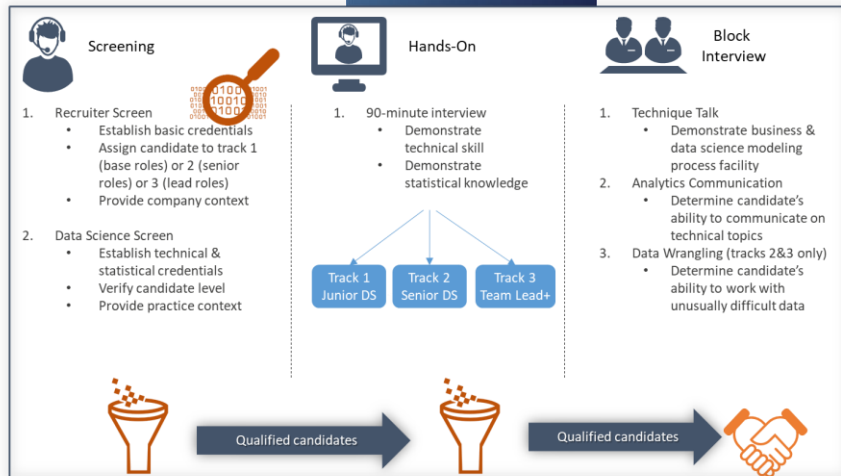 Screening
1. Recruiter Screen
• Establish basic credentials
• Assign candidate to track 1
(base roles) or 2 (senior
roles) or 3 (lead roles)
• Provide company context
2. Data Science Screen
• Establish technical &
statistical credentials
• Verify candidate level
• Provide practice context
Hands-On
1. 90-minute interview
• Demonstrate
technical skill
• Demonstrate
statistical knowledge
Track 1
Junior DS
Track 2
Senior DS
Track 3
Team Lead+
Block
Interview
1. Technique Talk
• Demonstrate business &
data science modeling
process facility
2. Analytics Communication
• Determine candidate's
ability to communicate on
technical topics
3. Data Wrangling (tracks 2&3 only)
• Determine candidate's
ability to work with
unusually difficult data
Qualified candidates
Qualified candidates